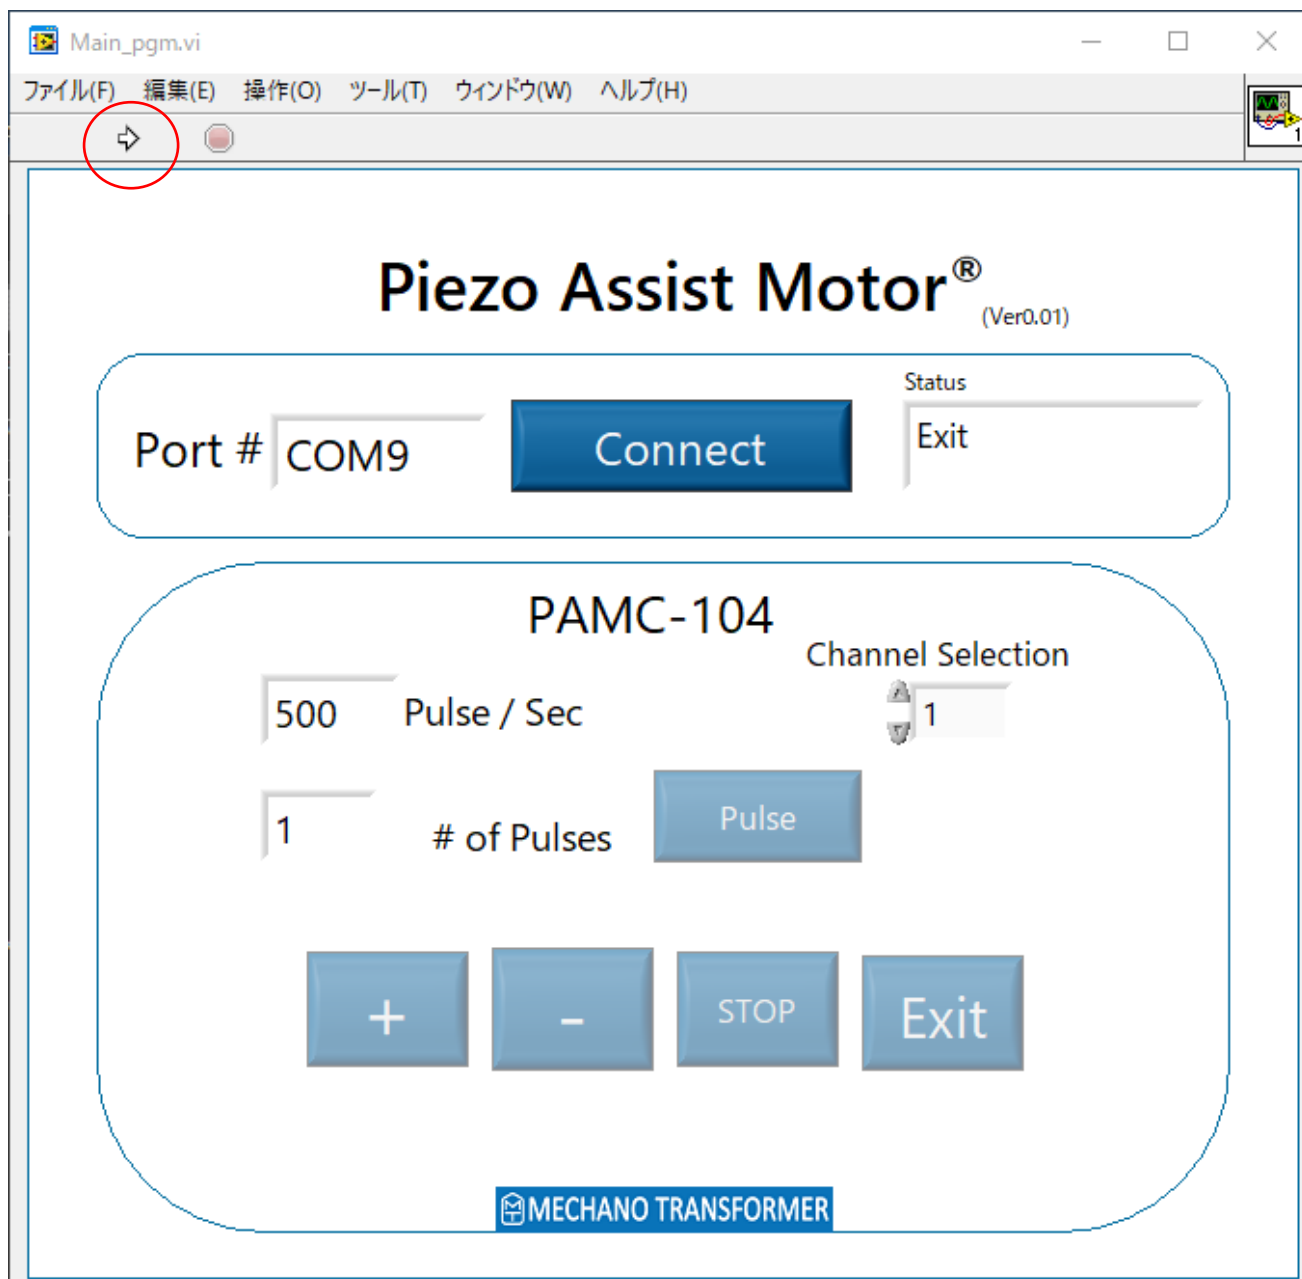 Main_pgm.vi
ファイル(F) 編集(E) 操作(O) ツール(T) ウィンドウ(W) ヘルプ(H)
1
Piezo Assist Motor®
(Ver0.01)
Status
Port # COM9 Connect Exit
PAMC-104
Channel Selection
500 Pulse / Sec 1
1 # of Pulses Pulse
+ - STOP Exit
MECHANO TRANSFORMER